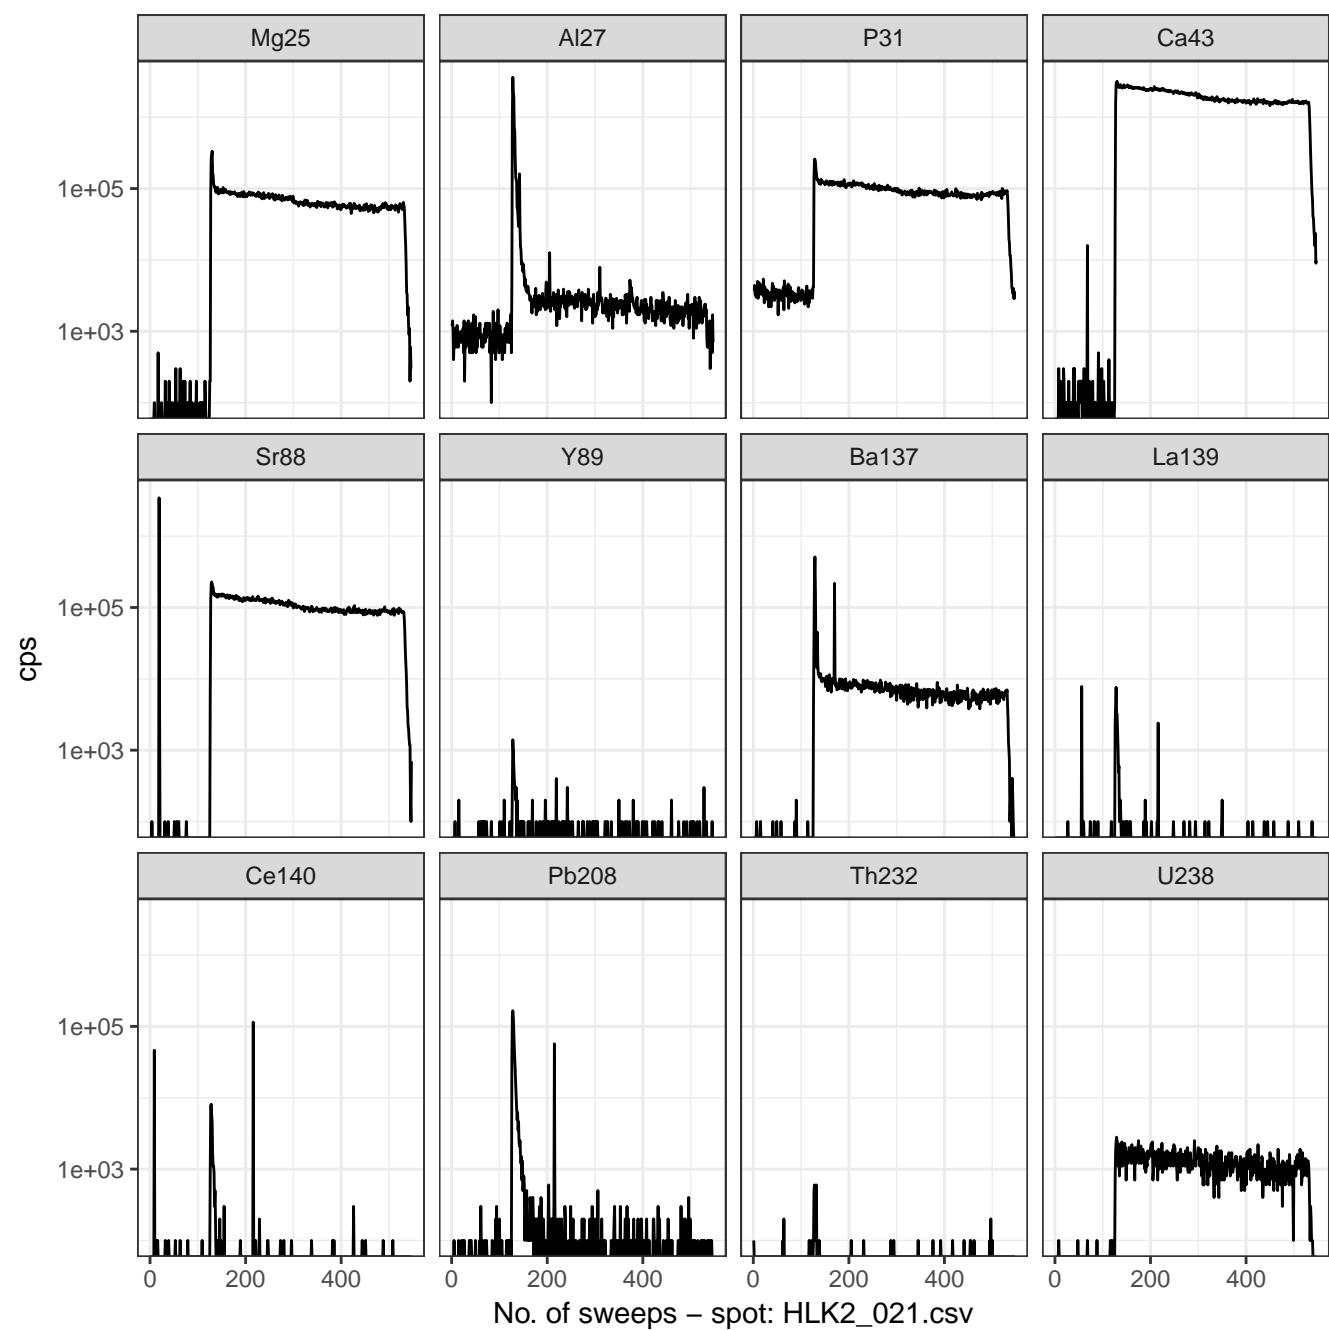 Mg25 Al27 P31 Ca43
1e+05
1e+03
Sr88 Y89 Ba137 La139
1e+05
1e+03
cps
Ce140 Pb208 Th232 U238
1e+05
1e+03
0 200 400 0 200 400 0 200 400 0 200 400
No. of sweeps − spot: HLK2_021.csv